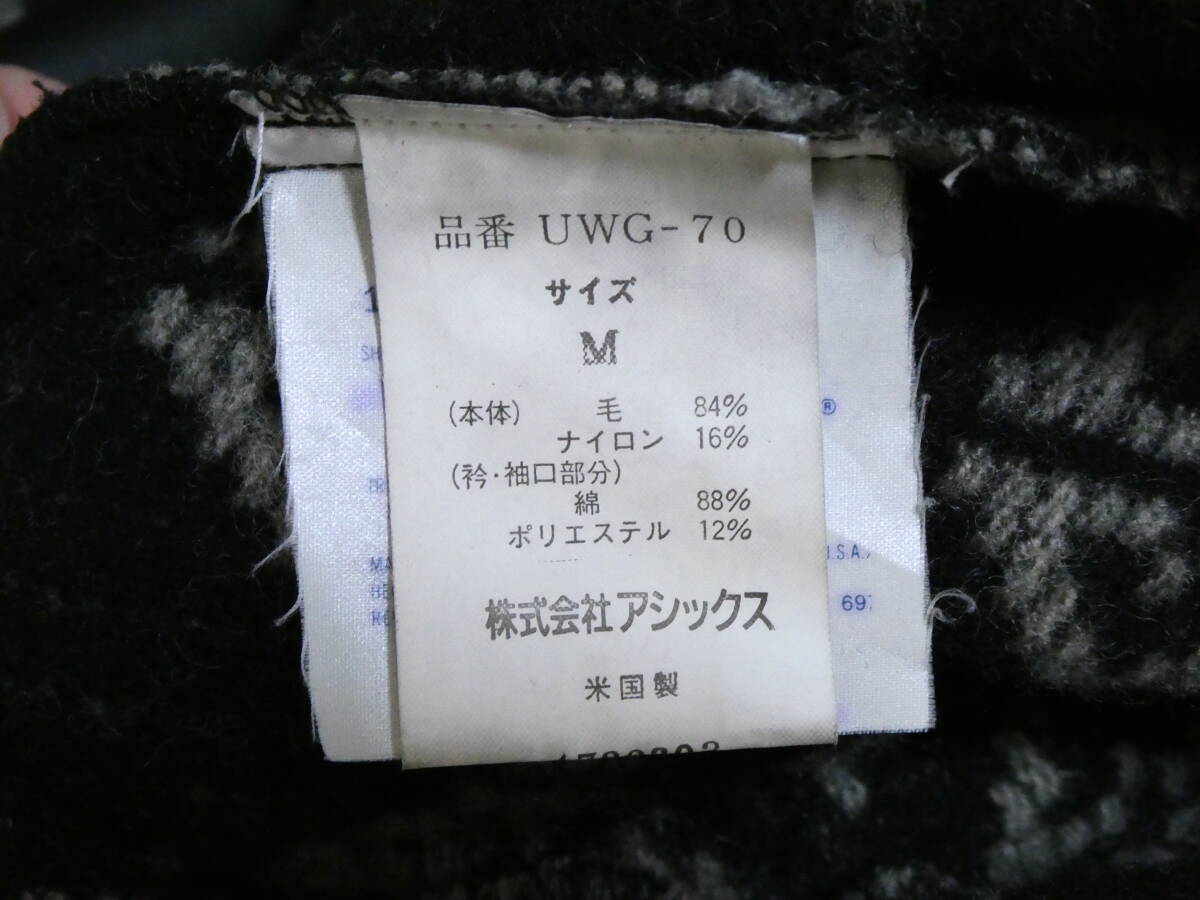 品番 UWG-70
サイズ
M
(本体) 毛 84%
ナイロン 16%
(衿・袖口部分)
綿 88%
ポリエステル 12%
株式会社アシックス
米国製
®
U.S.A.
697